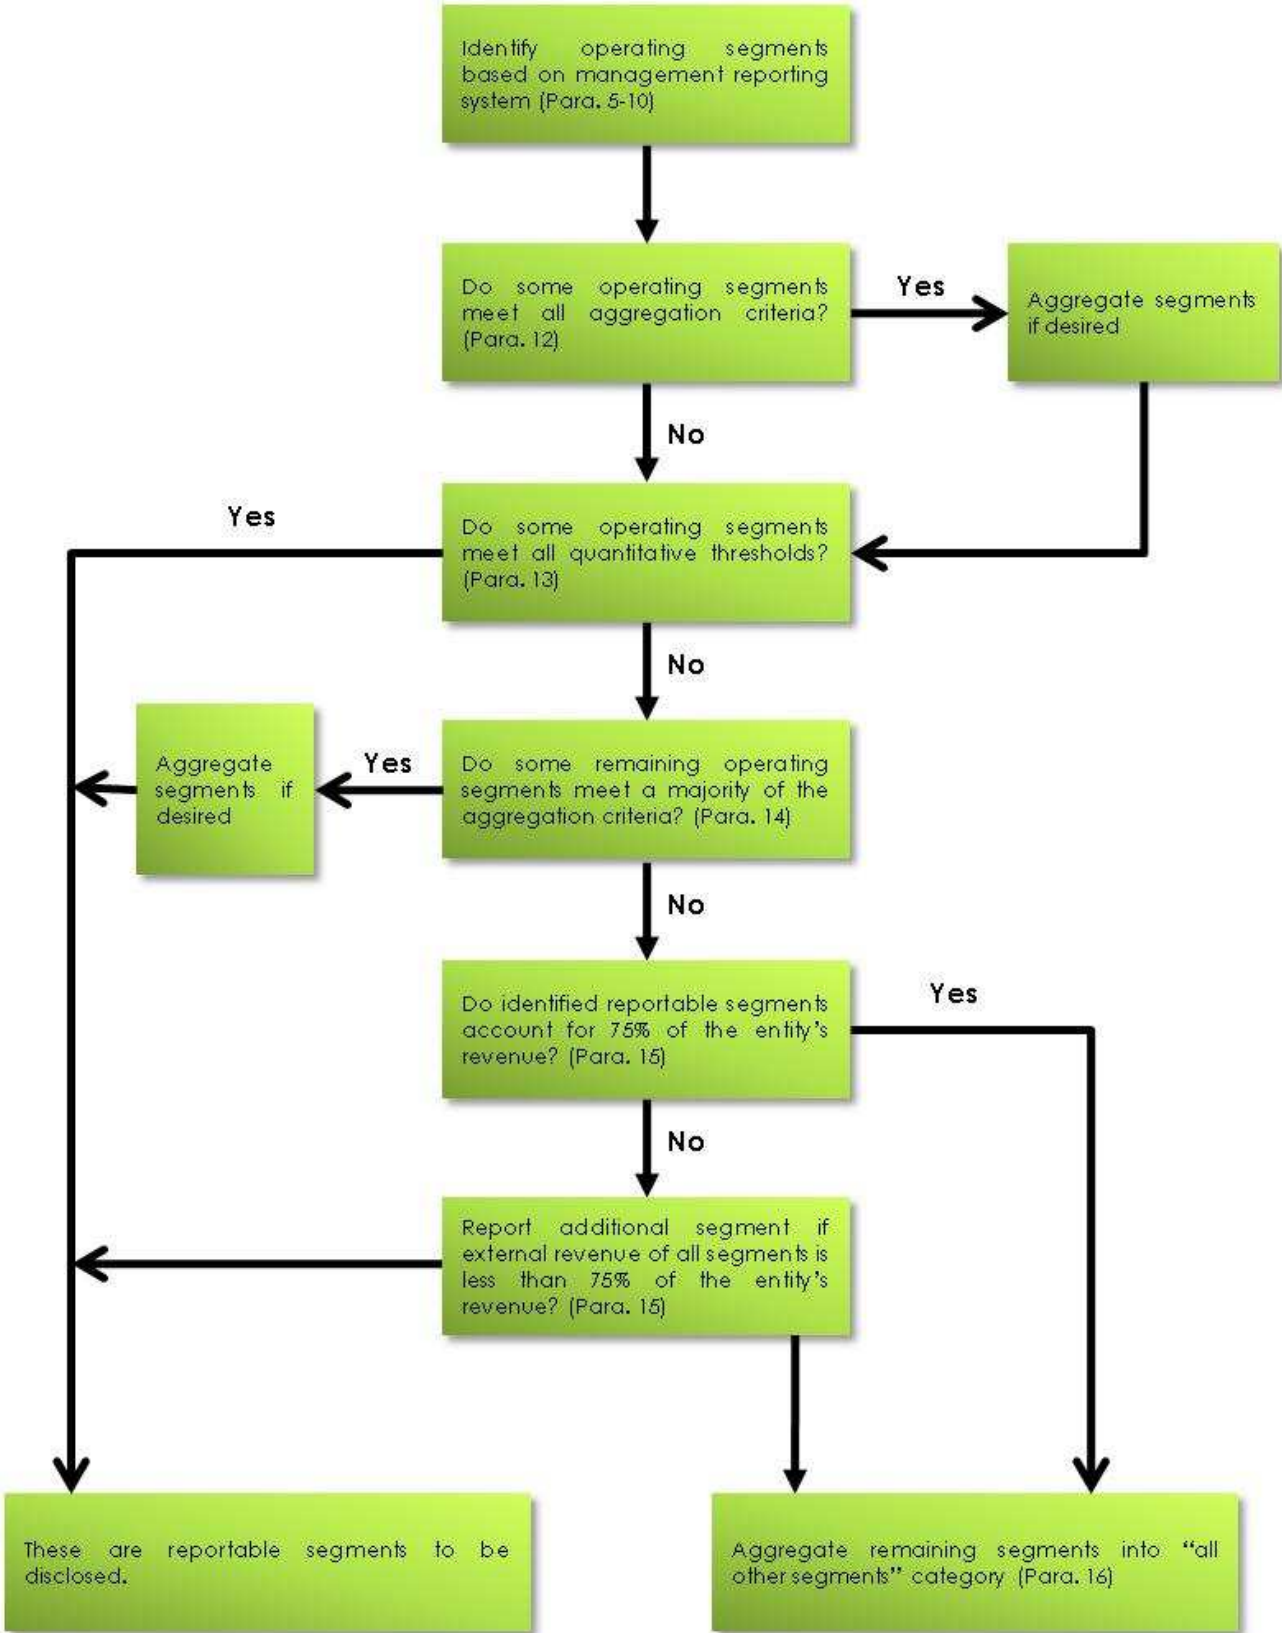 Identify operating segments
based on management reporting
system (Para. 5-10)
Do some operating segments
meet all aggregation criteria?
(Para. 12)
Yes
Aggregate segments
if desired
No
Do some operating segments
meet all quantitative thresholds?
(Para. 13)
Yes
No
Do some remaining operating
segments meet a majority of the
aggregation criteria? (Para. 14)
Yes
Aggregate
segments if
desired
No
Do identified reportable segments
account for 75% of the entity’s
revenue? (Para. 15)
Yes
No
Report additional segment if
external revenue of all segments is
less than 75% of the entity’s
revenue? (Para. 15)
These are reportable segments to be
disclosed.
Aggregate remaining segments into “all
other segments” category (Para. 16)